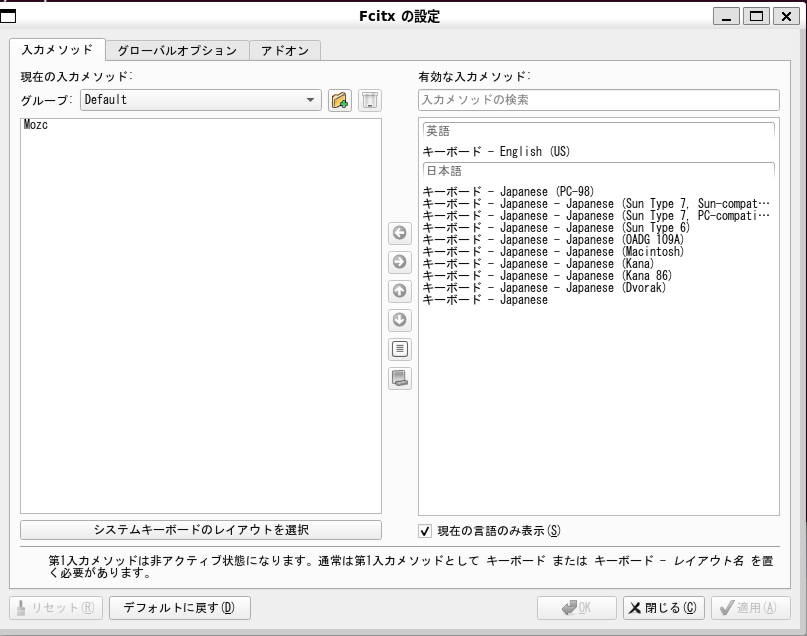 Fcitx の設定
入力メソッド グローバルオプション アドオン
現在の入力メソッド:
グループ: Default
Mozc
システムキーボードのレイアウトを選択
有効な入力メソッド:
入力メソッドの検索
英語
キーボード - English (US)
日本語
キーボード - Japanese (PC-98)
キーボード - Japanese - Japanese (Sun Type 7, Sun-compat…
キーボード - Japanese - Japanese (Sun Type 7, PC-compati…
キーボード - Japanese - Japanese (Sun Type 6)
キーボード - Japanese - Japanese (OADG 109A)
キーボード - Japanese - Japanese (Macintosh)
キーボード - Japanese - Japanese (Kana)
キーボード - Japanese - Japanese (Kana 86)
キーボード - Japanese - Japanese (Dvorak)
キーボード - Japanese
現在の言語のみ表示(S)
第1入力メソッドは非アクティブ状態になります。通常は第1入力メソッドとして キーボード または キーボード - レイアウト名 を置
く必要があります。
リセット(R) デフォルトに戻す(D) OK 閉じる(C) 適用(A)